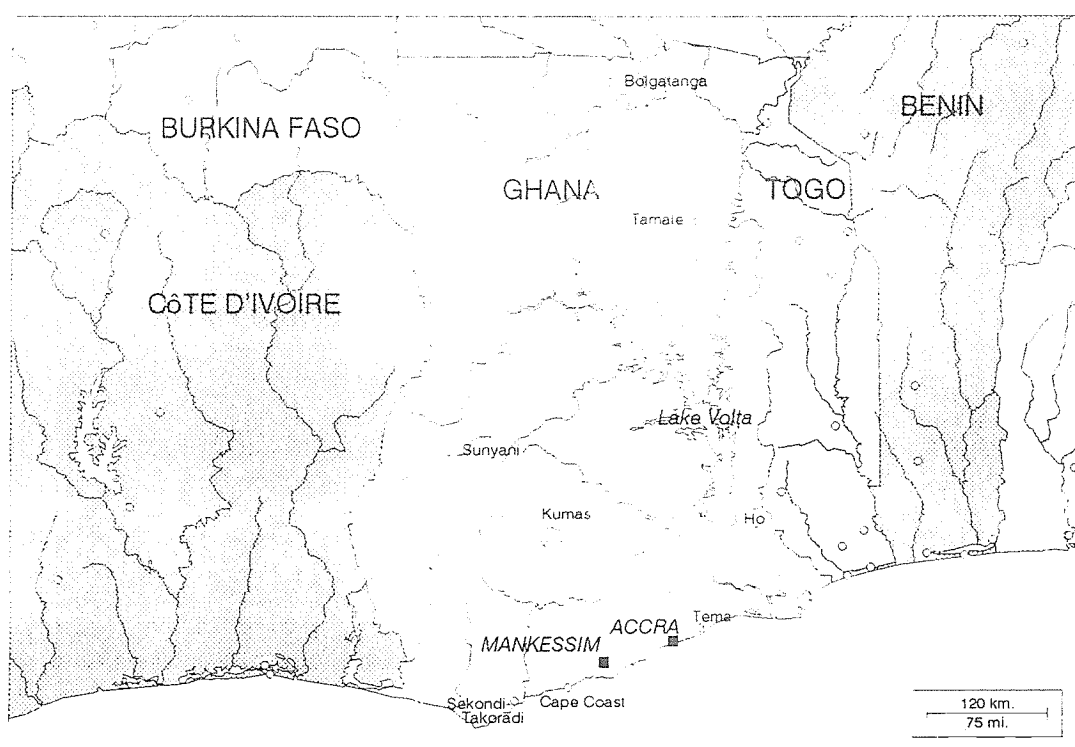 Bolgatanga
BENIN
BURKINA FASO
GHANA
TOGO
Tamale
CôTE D'IVOIRE
Lake Volta
Sunyani
Kumas
Ho
Tema
ACCRA
MANKESSIM
Sekondi-
Takoradi
Cape Coast
120 km.
75 mi.